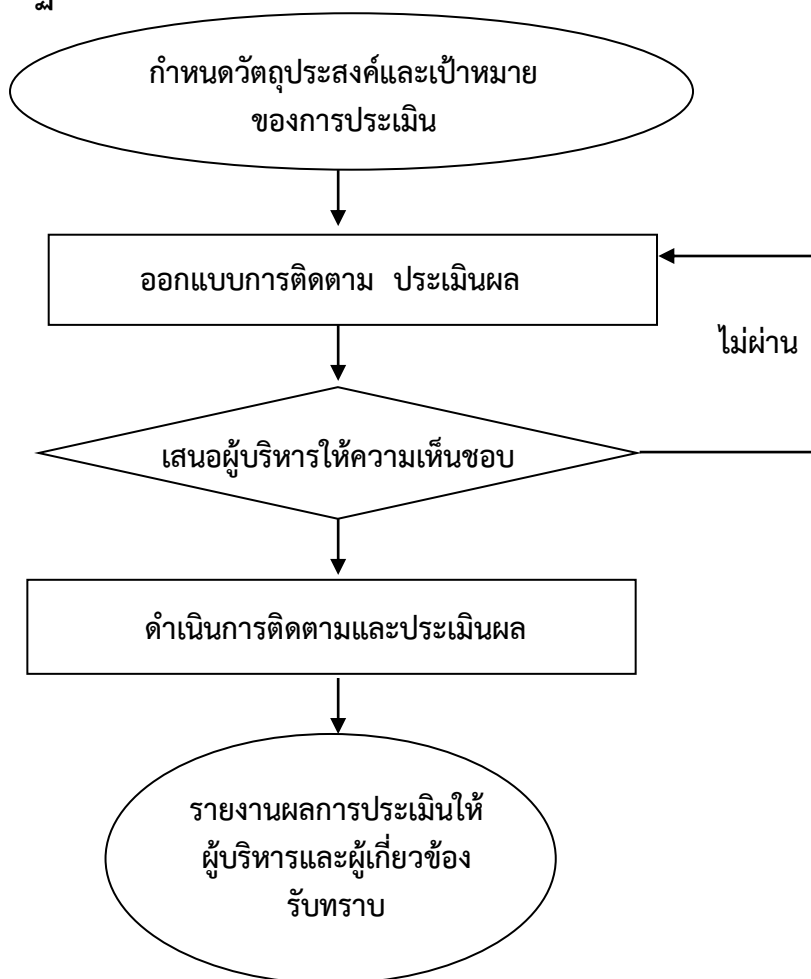 กำหนดวัตถุประสงค์และเป้าหมาย
ของการประเมิน
ออกแบบการติดตาม ประเมินผล
ไม่ผ่าน
เสนอผู้บริหารให้ความเห็นชอบ
ดำเนินการติดตามและประเมินผล
รายงานผลการประเมินให้
ผู้บริหารและผู้เกี่ยวข้อง
รับทราบ